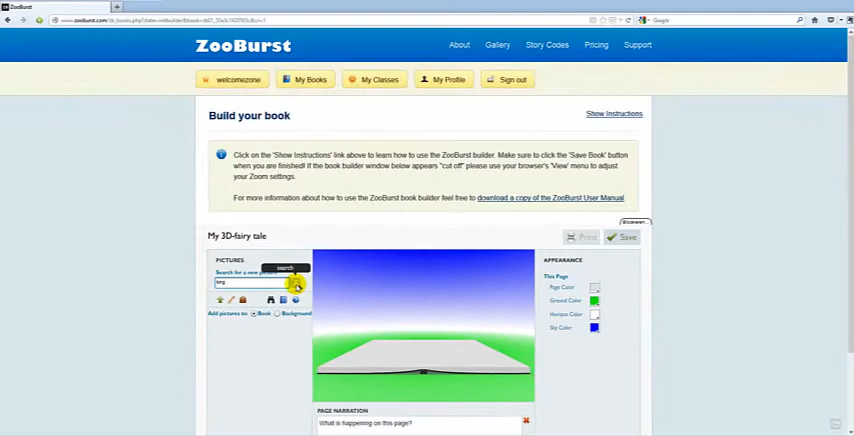 ZooBurst
Google
ZooBurst
About Gallery Story Codes Pricing Support
welcomezone My Books My Classes My Profile Sign out
Build your book
Show Instructions
Click on the 'Show Instructions' link above to learn how to use the ZooBurst builder. Make sure to click the 'Save Book' button
when you are finished! If the book builder window below appears "cut off" please use your browser's 'View' menu to adjust
your Zoom settings.
For more information about how to use the ZooBurst book builder feel free to download a copy of the ZooBurst User Manual
My 3D-fairy tale
Print Save
PICTURES
search
Search for a new
king
Add pictures to: Book Background
APPEARANCE
This Page
Page Color
Ground Color
Horizon Color
Sky Color
PAGE NARRATION
What is happening on this page?